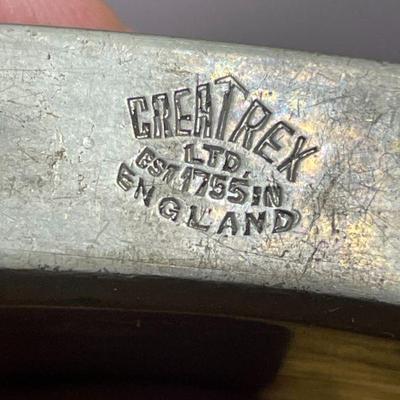 GREATREX
LTD.
EST 1755 IN
ENGLAND